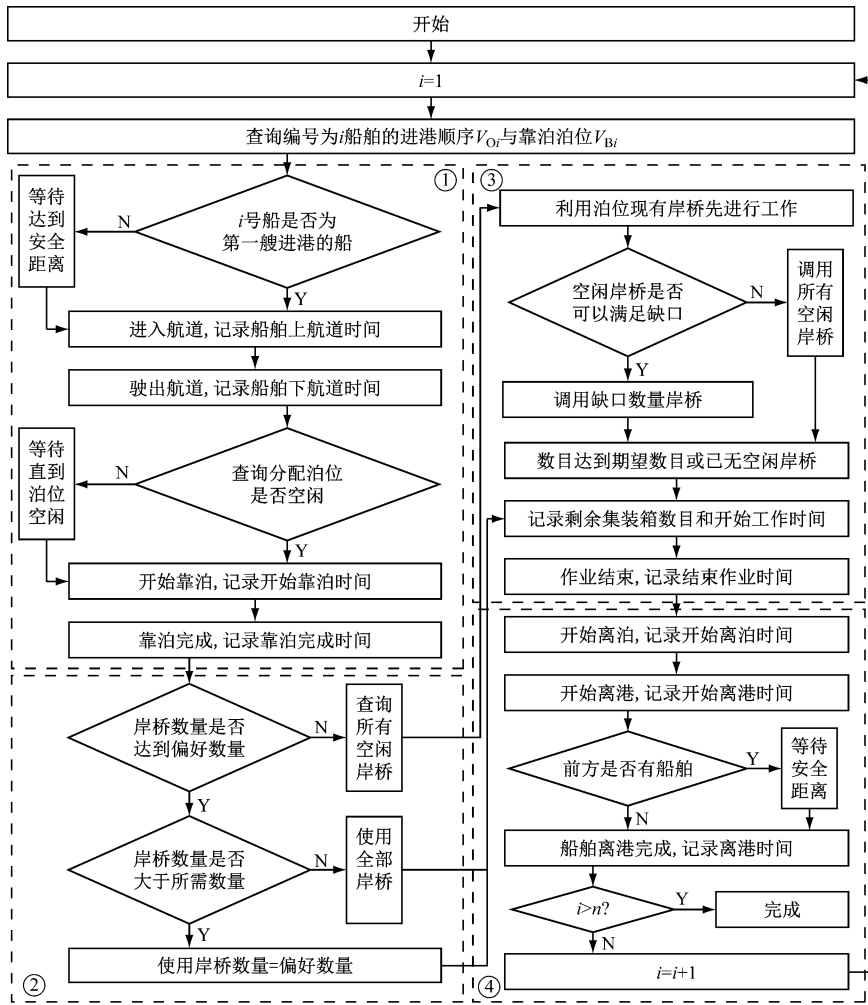 开始
i=1
查询编号为i船舶的进港顺序V_Oi与靠泊泊位V_Bi
①
等待
达到
安全
距离
N
i号船是否为
第一艘进港的船
Y
进入航道,记录船舶上航道时间
驶出航道,记录船舶下航道时间
等待
直到
泊位
空闲
N
查询分配泊位
是否空闲
Y
开始靠泊,记录开始靠泊时间
靠泊完成,记录靠泊完成时间
岸桥数量是否
达到偏好数量
N
查询
所有
空闲
岸桥
Y
岸桥数量是否
大于所需数量
N
使用
全部
岸桥
Y
使用岸桥数量=偏好数量
②
③
利用泊位现有岸桥先进行工作
空闲岸桥是否
可以满足缺口
N
调用
所有
空闲
岸桥
Y
调用缺口数量岸桥
数目达到期望数目或已无空闲岸桥
记录剩余集装箱数目和开始工作时间
作业结束,记录结束作业时间
开始离泊,记录开始离泊时间
开始离港,记录开始离港时间
前方是否有船舶
Y
等待
安全
距离
N
船舶离港完成,记录离港时间
i>n?
Y
完成
N
i=i+1
④